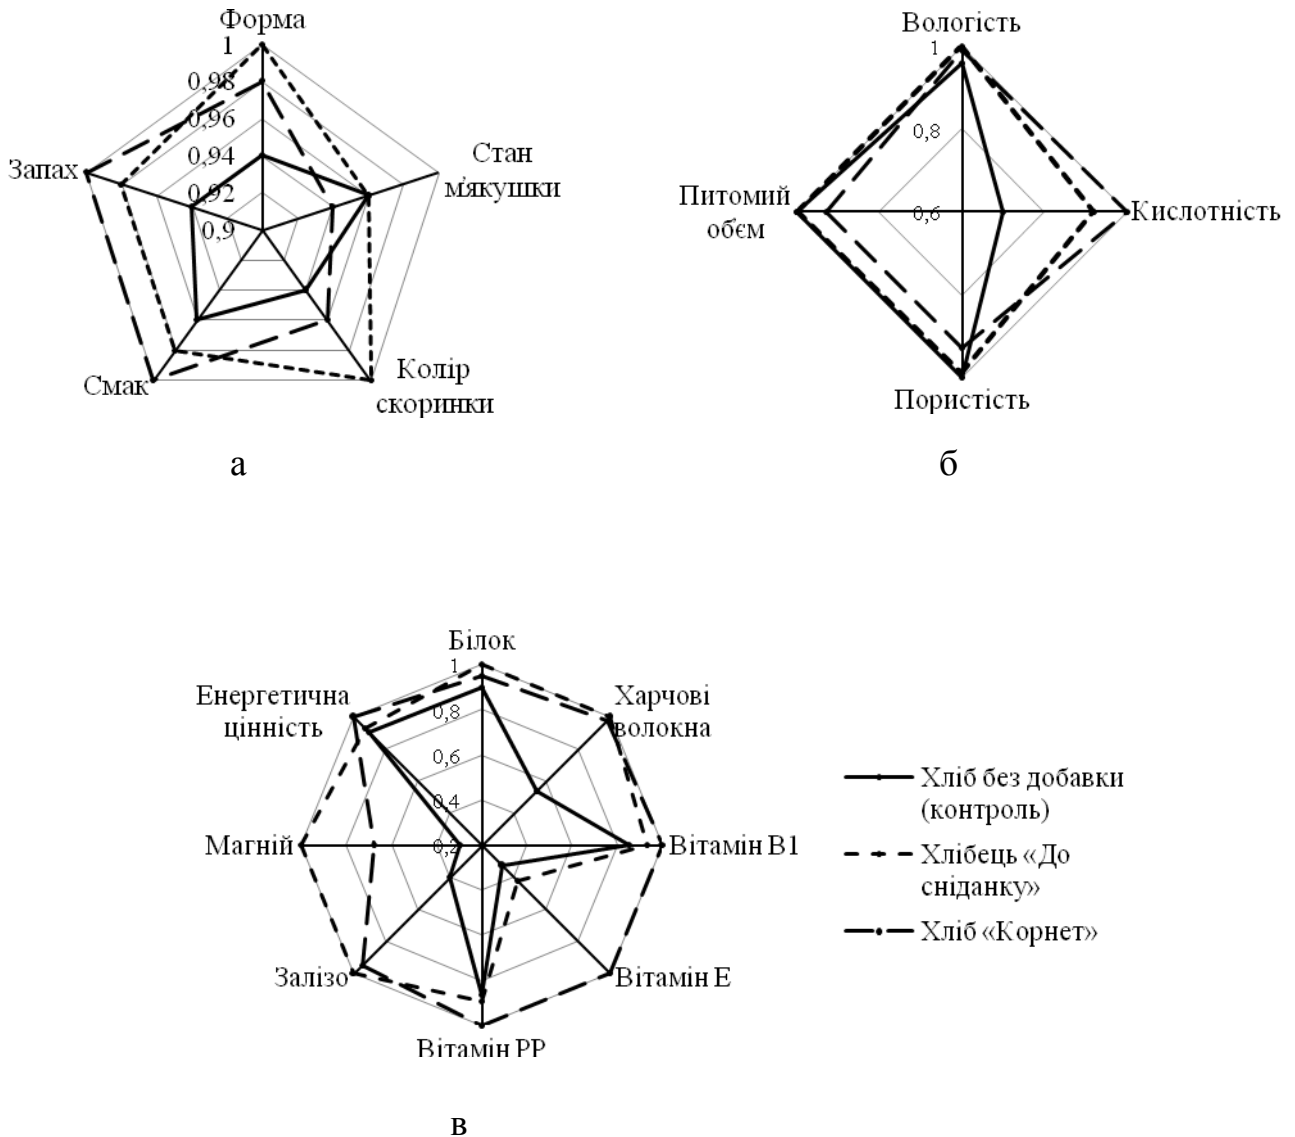 Форма
1
0,98
0,96
0,94
0,92
0,9
Запах
Стан
м'якушки
Смак
Колір
скоринки
а
Вологість
1
0,8
0,6
Питомий
об'єм
Кислотність
Пористість
б
Білок
1
0,8
0,6
0,4
0,2
Енергетична
цінність
Харчові
волокна
Магній
Вітамін В1
Залізо
Вітамін Е
Вітамін РР
в
Хліб без добавки
(контроль)
Хлібець «До
сніданку»
Хліб «Корнет»